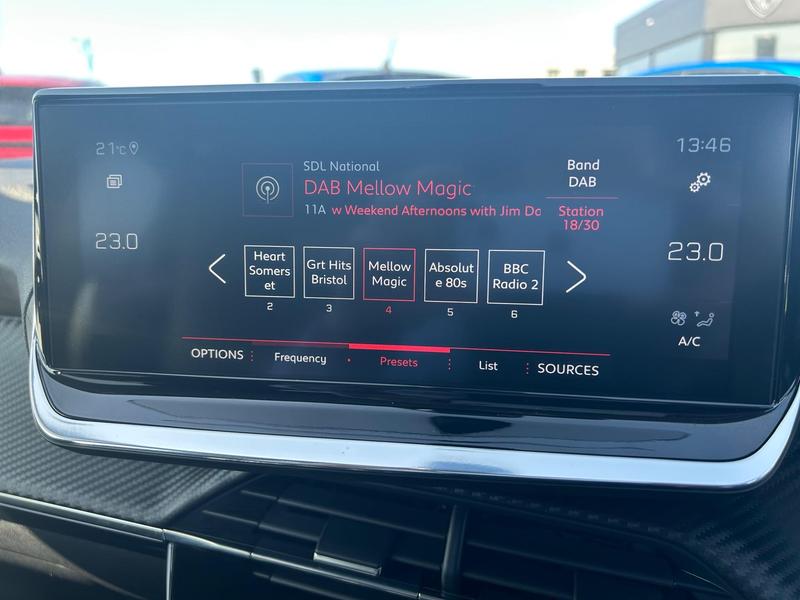 21°C
13:46
SDL National
Band
DAB Mellow Magic
DAB
11A w Weekend Afternoons with Jim Do
Station
18/30
23.0
23.0
Heart
Somers
et
Grt Hits
Bristol
Mellow
Magic
Absolut
e 80s
BBC
Radio 2
2
3
4
5
6
A/C
OPTIONS
Frequency
Presets
List
SOURCES